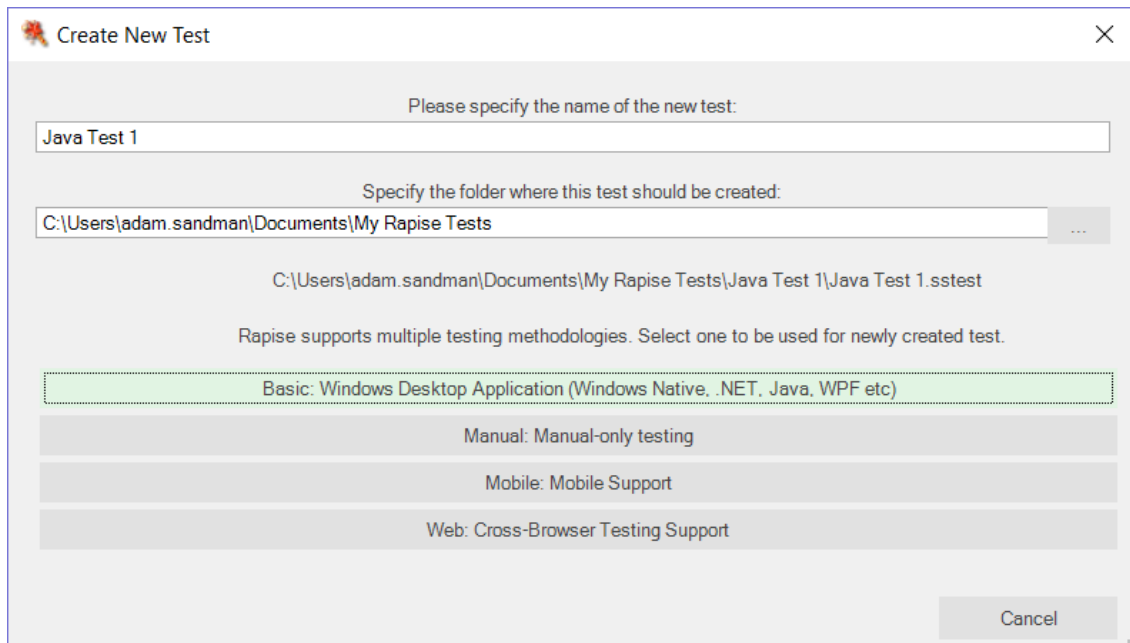 Create New Test
Please specify the name of the new test:
Java Test 1
Specify the folder where this test should be created:
C:\Users\adam.sandman\Documents\My Rapise Tests
...
C:\Users\adam.sandman\Documents\My Rapise Tests\Java Test 1\Java Test 1.sstest
Rapise supports multiple testing methodologies. Select one to be used for newly created test.
Basic: Windows Desktop Application (Windows Native, .NET, Java, WPF etc)
Manual: Manual-only testing
Mobile: Mobile Support
Web: Cross-Browser Testing Support
Cancel